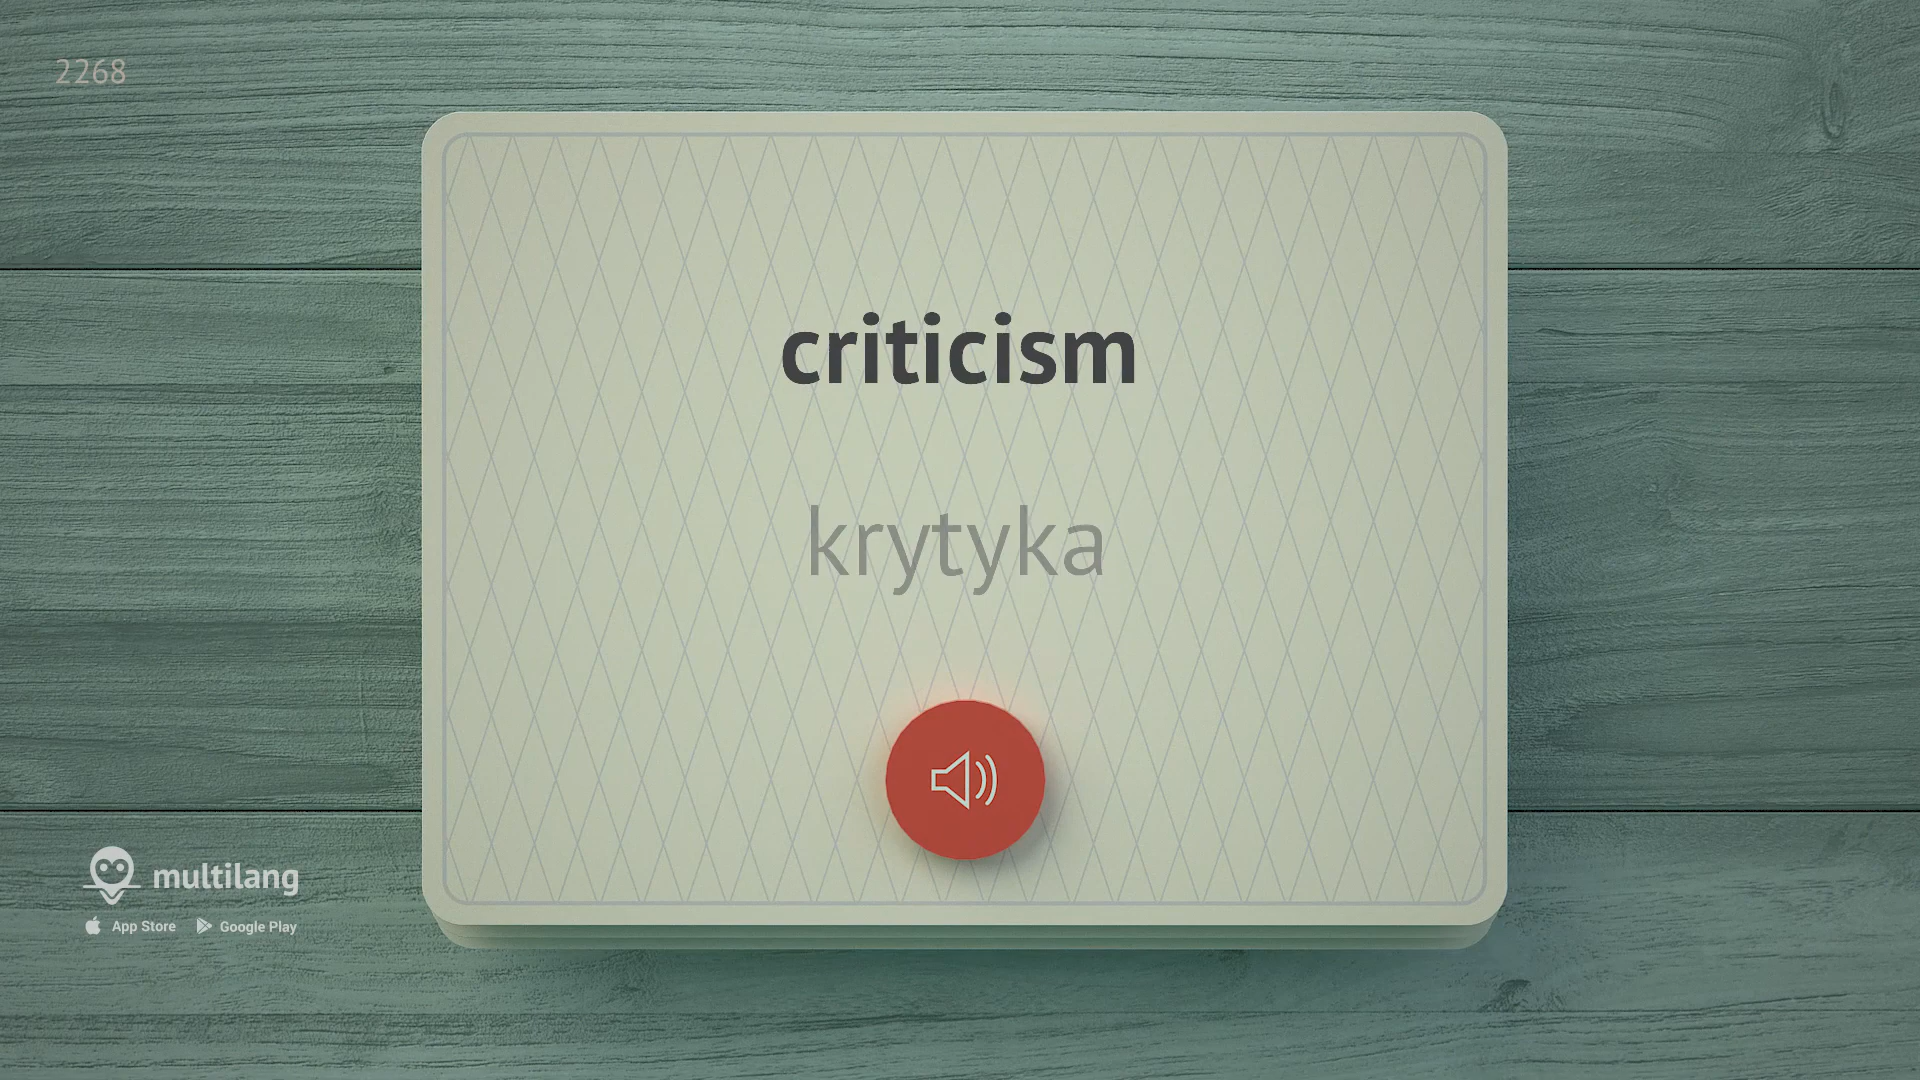 2268
criticism
krytyka
multilang
App Store
Google Play